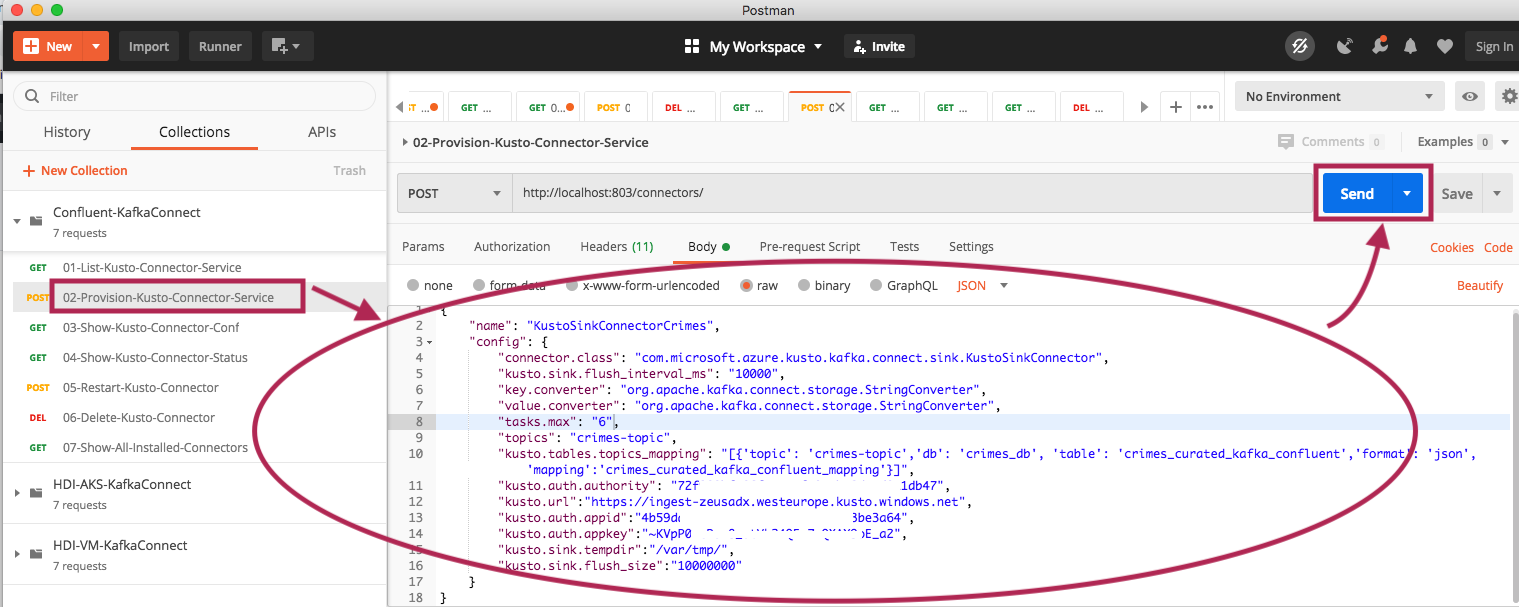 Postman
New Import Runner My Workspace Invite Sign In
Filter
History Collections APIs
New Collection Trash
Confluent-KafkaConnect
7 requests
GET 01-List-Kusto-Connector-Service
POST 02-Provision-Kusto-Connector-Service
GET 03-Show-Kusto-Connector-Conf
GET 04-Show-Kusto-Connector-Status
POST 05-Restart-Kusto-Connector
DEL 06-Delete-Kusto-Connector
GET 07-Show-All-Installed-Connectors
HDI-AKS-KafkaConnect
7 requests
HDI-VM-KafkaConnect
7 requests
GET ... GET 0... POST 0 DEL ... GET ... POST 0 GET ... GET ... GET ... DEL ... No Environment
02-Provision-Kusto-Connector-Service Comments 0 Examples 0
POST http://localhost:803/connectors/ Send Save
Params Authorization Headers (11) Body Pre-request Script Tests Settings Cookies Code
none form-data x-www-form-urlencoded raw binary GraphQL JSON Beautify
1 {
2 "name": "KustoSinkConnectorCrimes",
3 "config": {
4 "connector.class": "com.microsoft.azure.kusto.kafka.connect.sink.KustoSinkConnector",
5 "kusto.sink.flush_interval_ms": "10000",
6 "key.converter": "org.apache.kafka.connect.storage.StringConverter",
7 "value.converter": "org.apache.kafka.connect.storage.StringConverter",
8 "tasks.max": "6",
9 "topics": "crimes-topic",
10 "kusto.tables.topics_mapping": "[{'topic': 'crimes-topic','db': 'crimes_db', 'table': 'crimes_curated_kafka_confluent','format': 'json',
'mapping':'crimes_curated_kafka_confluent_mapping'}]",
11 "kusto.auth.authority": "72f 1db47",
12 "kusto.url":"https://ingest-zeusadx.westeurope.kusto.windows.net",
13 "kusto.auth.appid":"4b59d 3be3a64",
14 "kusto.auth.appkey":"~KVpP0 E_a2",
15 "kusto.sink.tempdir":"/var/tmp/",
16 "kusto.sink.flush_size":"10000000"
17 }
18 }